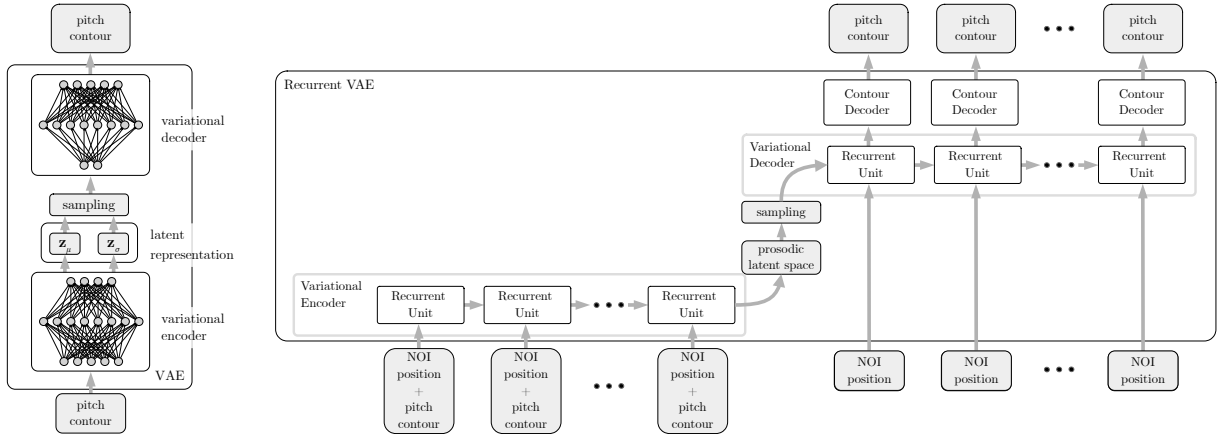 pitch
contour
variational
decoder
sampling
z_μ
z_σ
latent
representation
variational
encoder
VAE
pitch
contour
pitch
contour
pitch
contour
pitch
contour
Recurrent VAE
Contour
Decoder
Contour
Decoder
Contour
Decoder
Variational
Decoder
Recurrent
Unit
Recurrent
Unit
Recurrent
Unit
sampling
prosodic
latent space
Variational
Encoder
Recurrent
Unit
Recurrent
Unit
Recurrent
Unit
NOI
position
+
pitch
contour
NOI
position
+
pitch
contour
NOI
position
+
pitch
contour
NOI
position
NOI
position
NOI
position